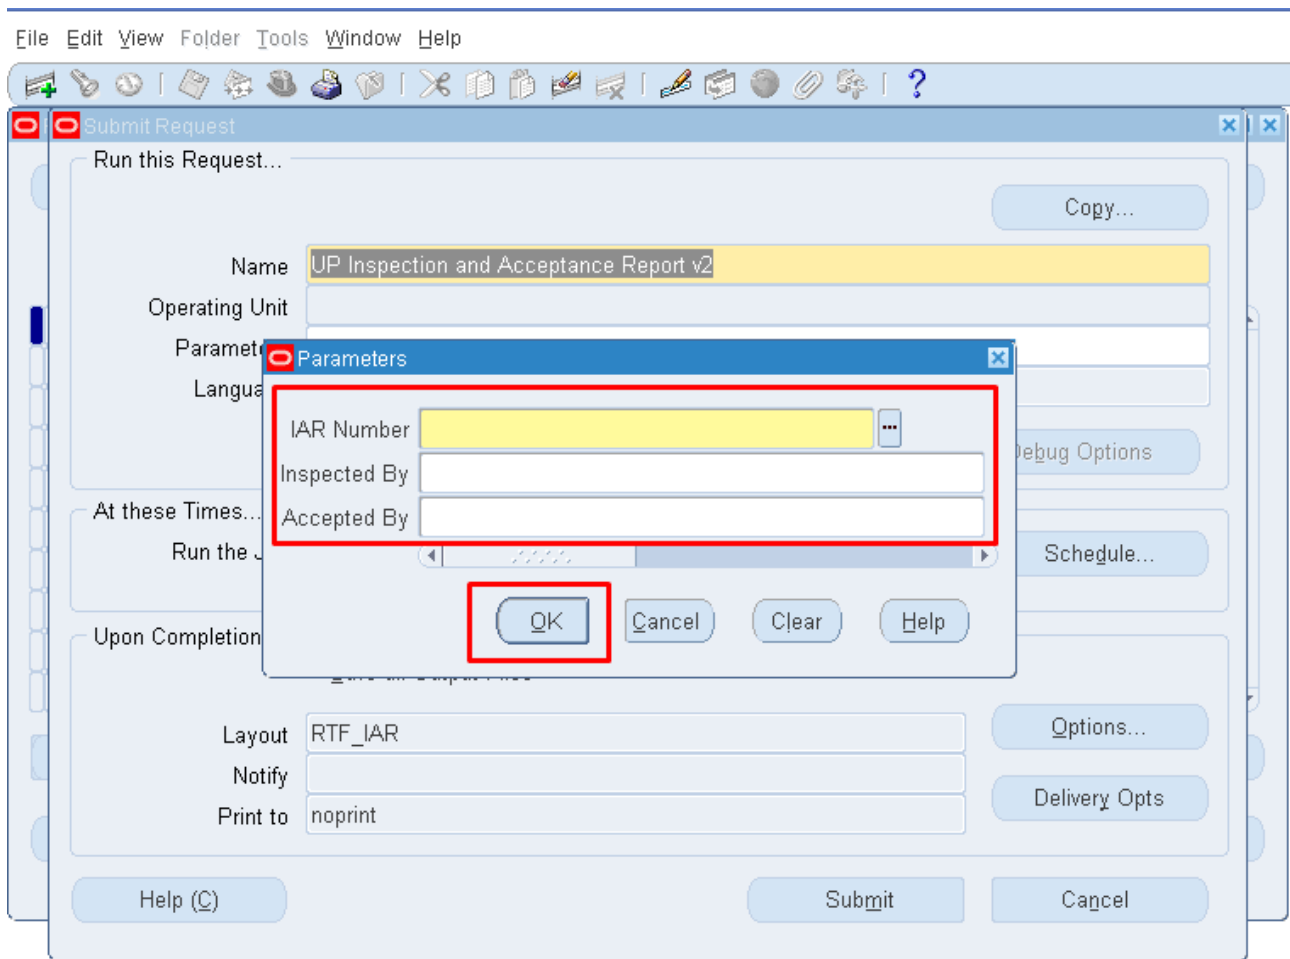 File Edit View Folder Tools Window Help
Submit Request
Run this Request...
Copy...
Name UP Inspection and Acceptance Report v2
Operating Unit
Paramet
Parameters
Langua
IAR Number
Debug Options
Inspected By
At these Times...
Accepted By
Run the J
Schedule...
OK Cancel Clear Help
Upon Completion
Layout RTF_IAR
Options...
Notify
Delivery Opts
Print to noprint
Help (C) Submit Cancel